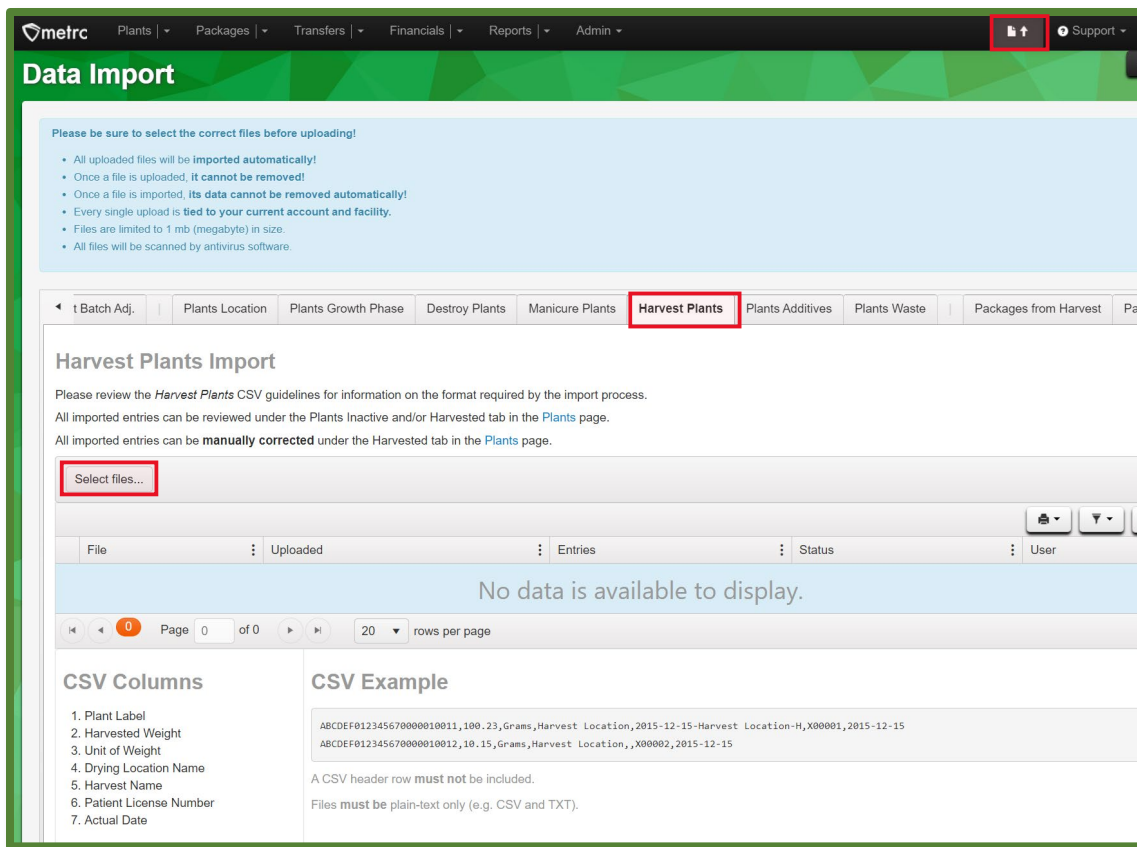 metrc Plants | Packages | Transfers | Financials | Reports | Admin Support
Data Import
Please be sure to select the correct files before uploading!
• All uploaded files will be imported automatically!
• Once a file is uploaded, it cannot be removed!
• Once a file is imported, its data cannot be removed automatically!
• Every single upload is tied to your current account and facility.
• Files are limited to 1 mb (megabyte) in size.
• All files will be scanned by antivirus software.
t Batch Adj. | Plants Location Plants Growth Phase Destroy Plants Manicure Plants Harvest Plants Plants Additives Plants Waste | Packages from Harvest Pa
Harvest Plants Import
Please review the Harvest Plants CSV guidelines for information on the format required by the import process.
All imported entries can be reviewed under the Plants Inactive and/or Harvested tab in the Plants page.
All imported entries can be manually corrected under the Harvested tab in the Plants page.
Select files...
File Uploaded Entries Status User
No data is available to display.
0 Page 0 of 0 20 rows per page
CSV Columns
1. Plant Label
2. Harvested Weight
3. Unit of Weight
4. Drying Location Name
5. Harvest Name
6. Patient License Number
7. Actual Date
CSV Example
ABCDEF012345670000010011,100.23,Grams,Harvest Location,2015-12-15-Harvest Location-H,X00001,2015-12-15
ABCDEF012345670000010012,10.15,Grams,Harvest Location,,X00002,2015-12-15
A CSV header row must not be included.
Files must be plain-text only (e.g. CSV and TXT).